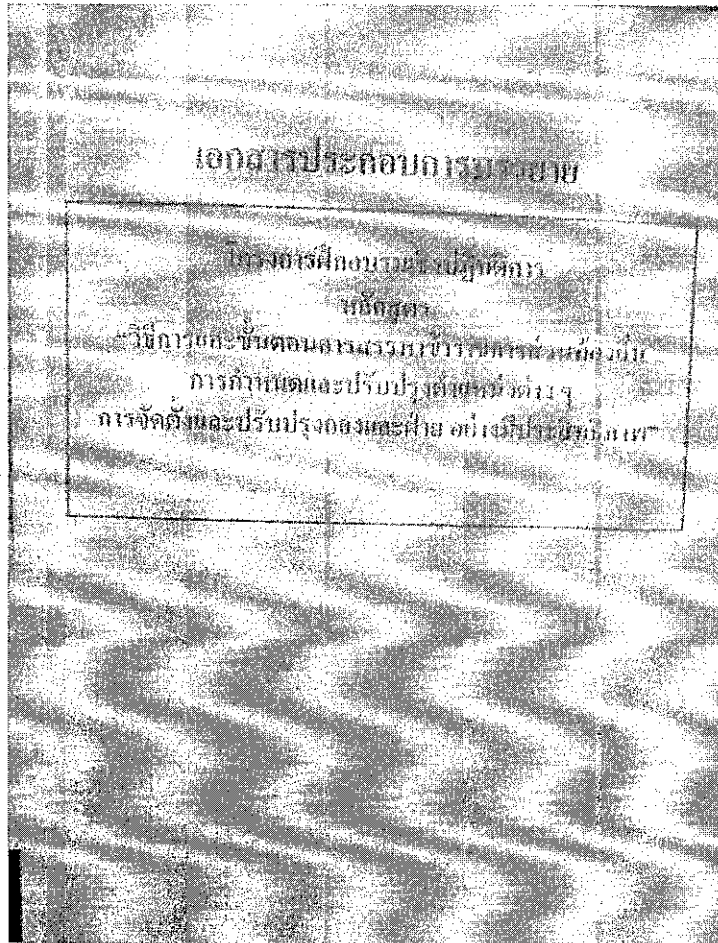 เอกสารประกอบการบรรยาย
โครงการฝึกอบรมเชิงปฏิบัติการ
หลักสูตร
"วิธีการและขั้นตอนการสรรหาข้าราชการส่วนท้องถิ่น
การกำหนดและปรับปรุงตำแหน่งต่าง ๆ
การจัดตั้งและปรับปรุงกองและฝ่าย อย่างมีประสิทธิภาพ"